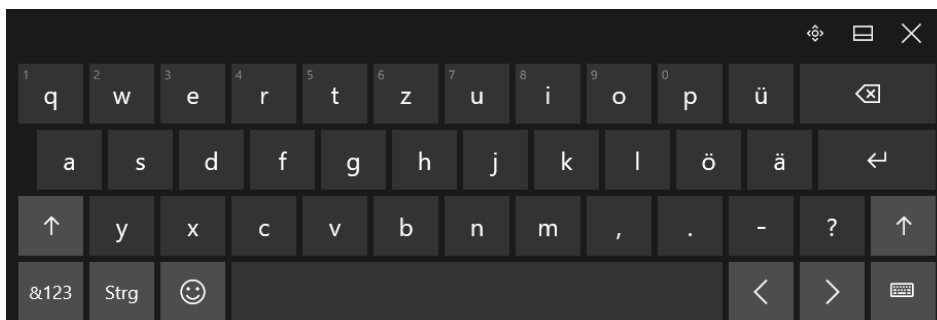 1 q 2 w 3 e 4 r 5 t 6 z 7 u 8 i 9 o 0 p ü
a s d f g h j k l ö ä
y x c v b n m , . - ?
&123 Strg